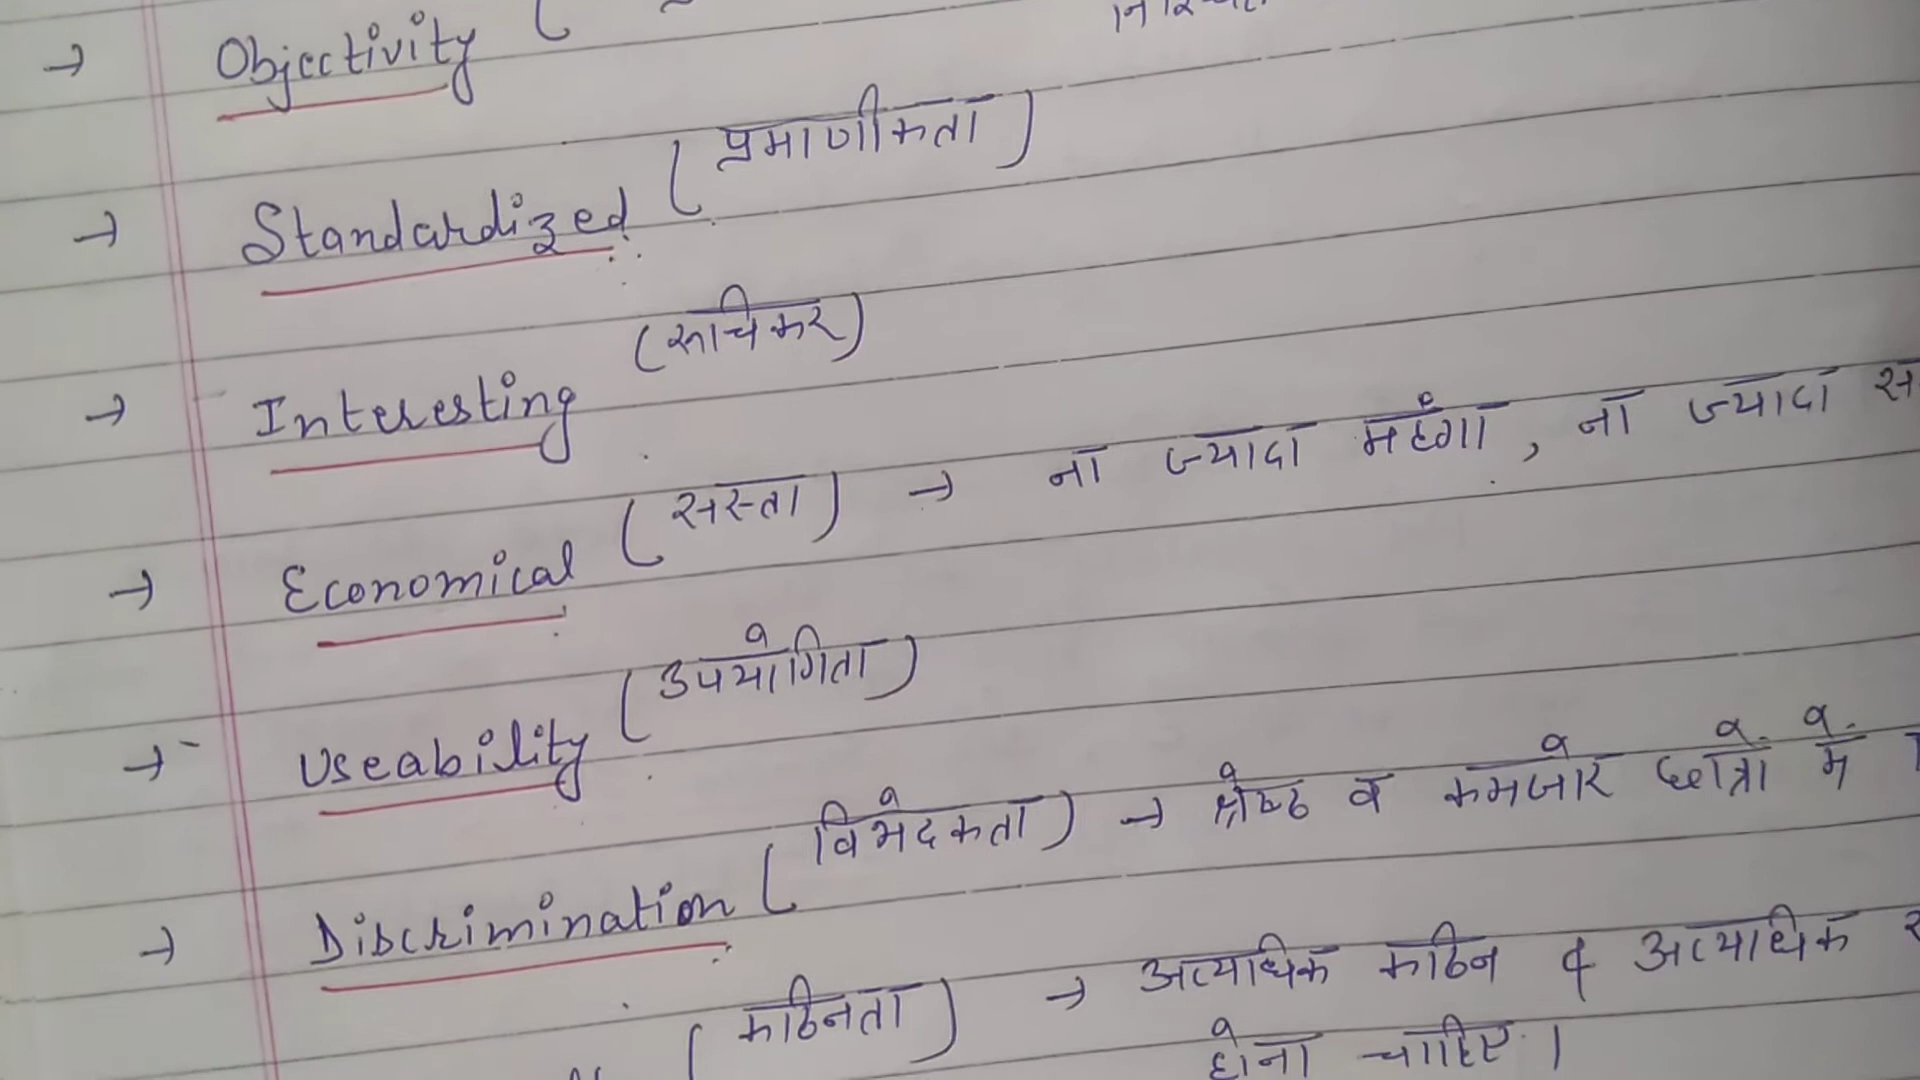 → Objectivity (
→ Standardized (प्रमाणीकता)
→ Interesting (रूचिकर)
→ Economical (सस्ता) → ना ज्यादा महंगा, ना ज्यादा
→ Useability (उपयोगिता)
→ Discrimination (विभेदकता) → श्रेष्ठ व कमजोर छात्रों में
(कठिनता) → अत्यधिक कठिन & अत्यधिक
होना चाहिए।